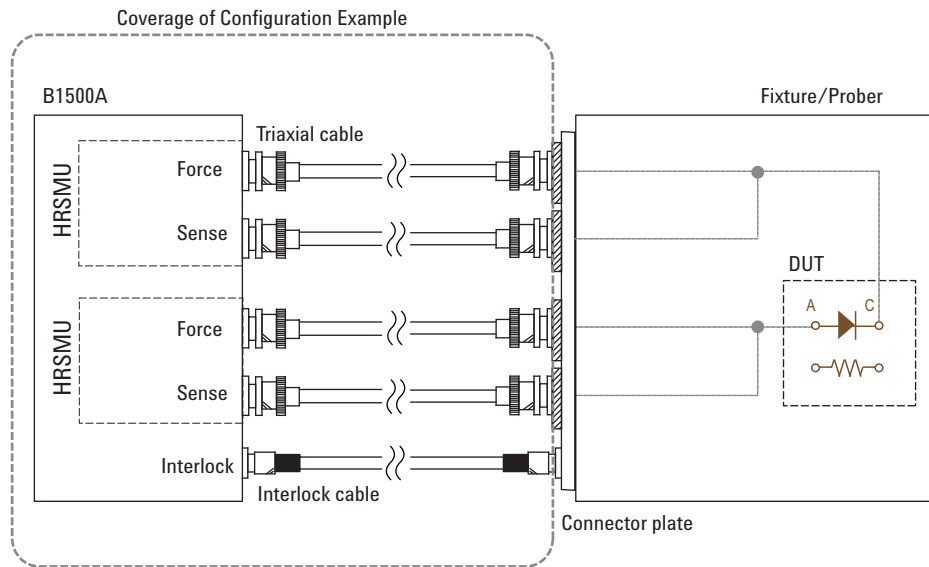 Coverage of Configuration Example
B1500A
Fixture/Prober
Triaxial cable
HRSMU
Force
Sense
DUT
A
C
HRSMU
Force
Sense
Interlock
Interlock cable
Connector plate